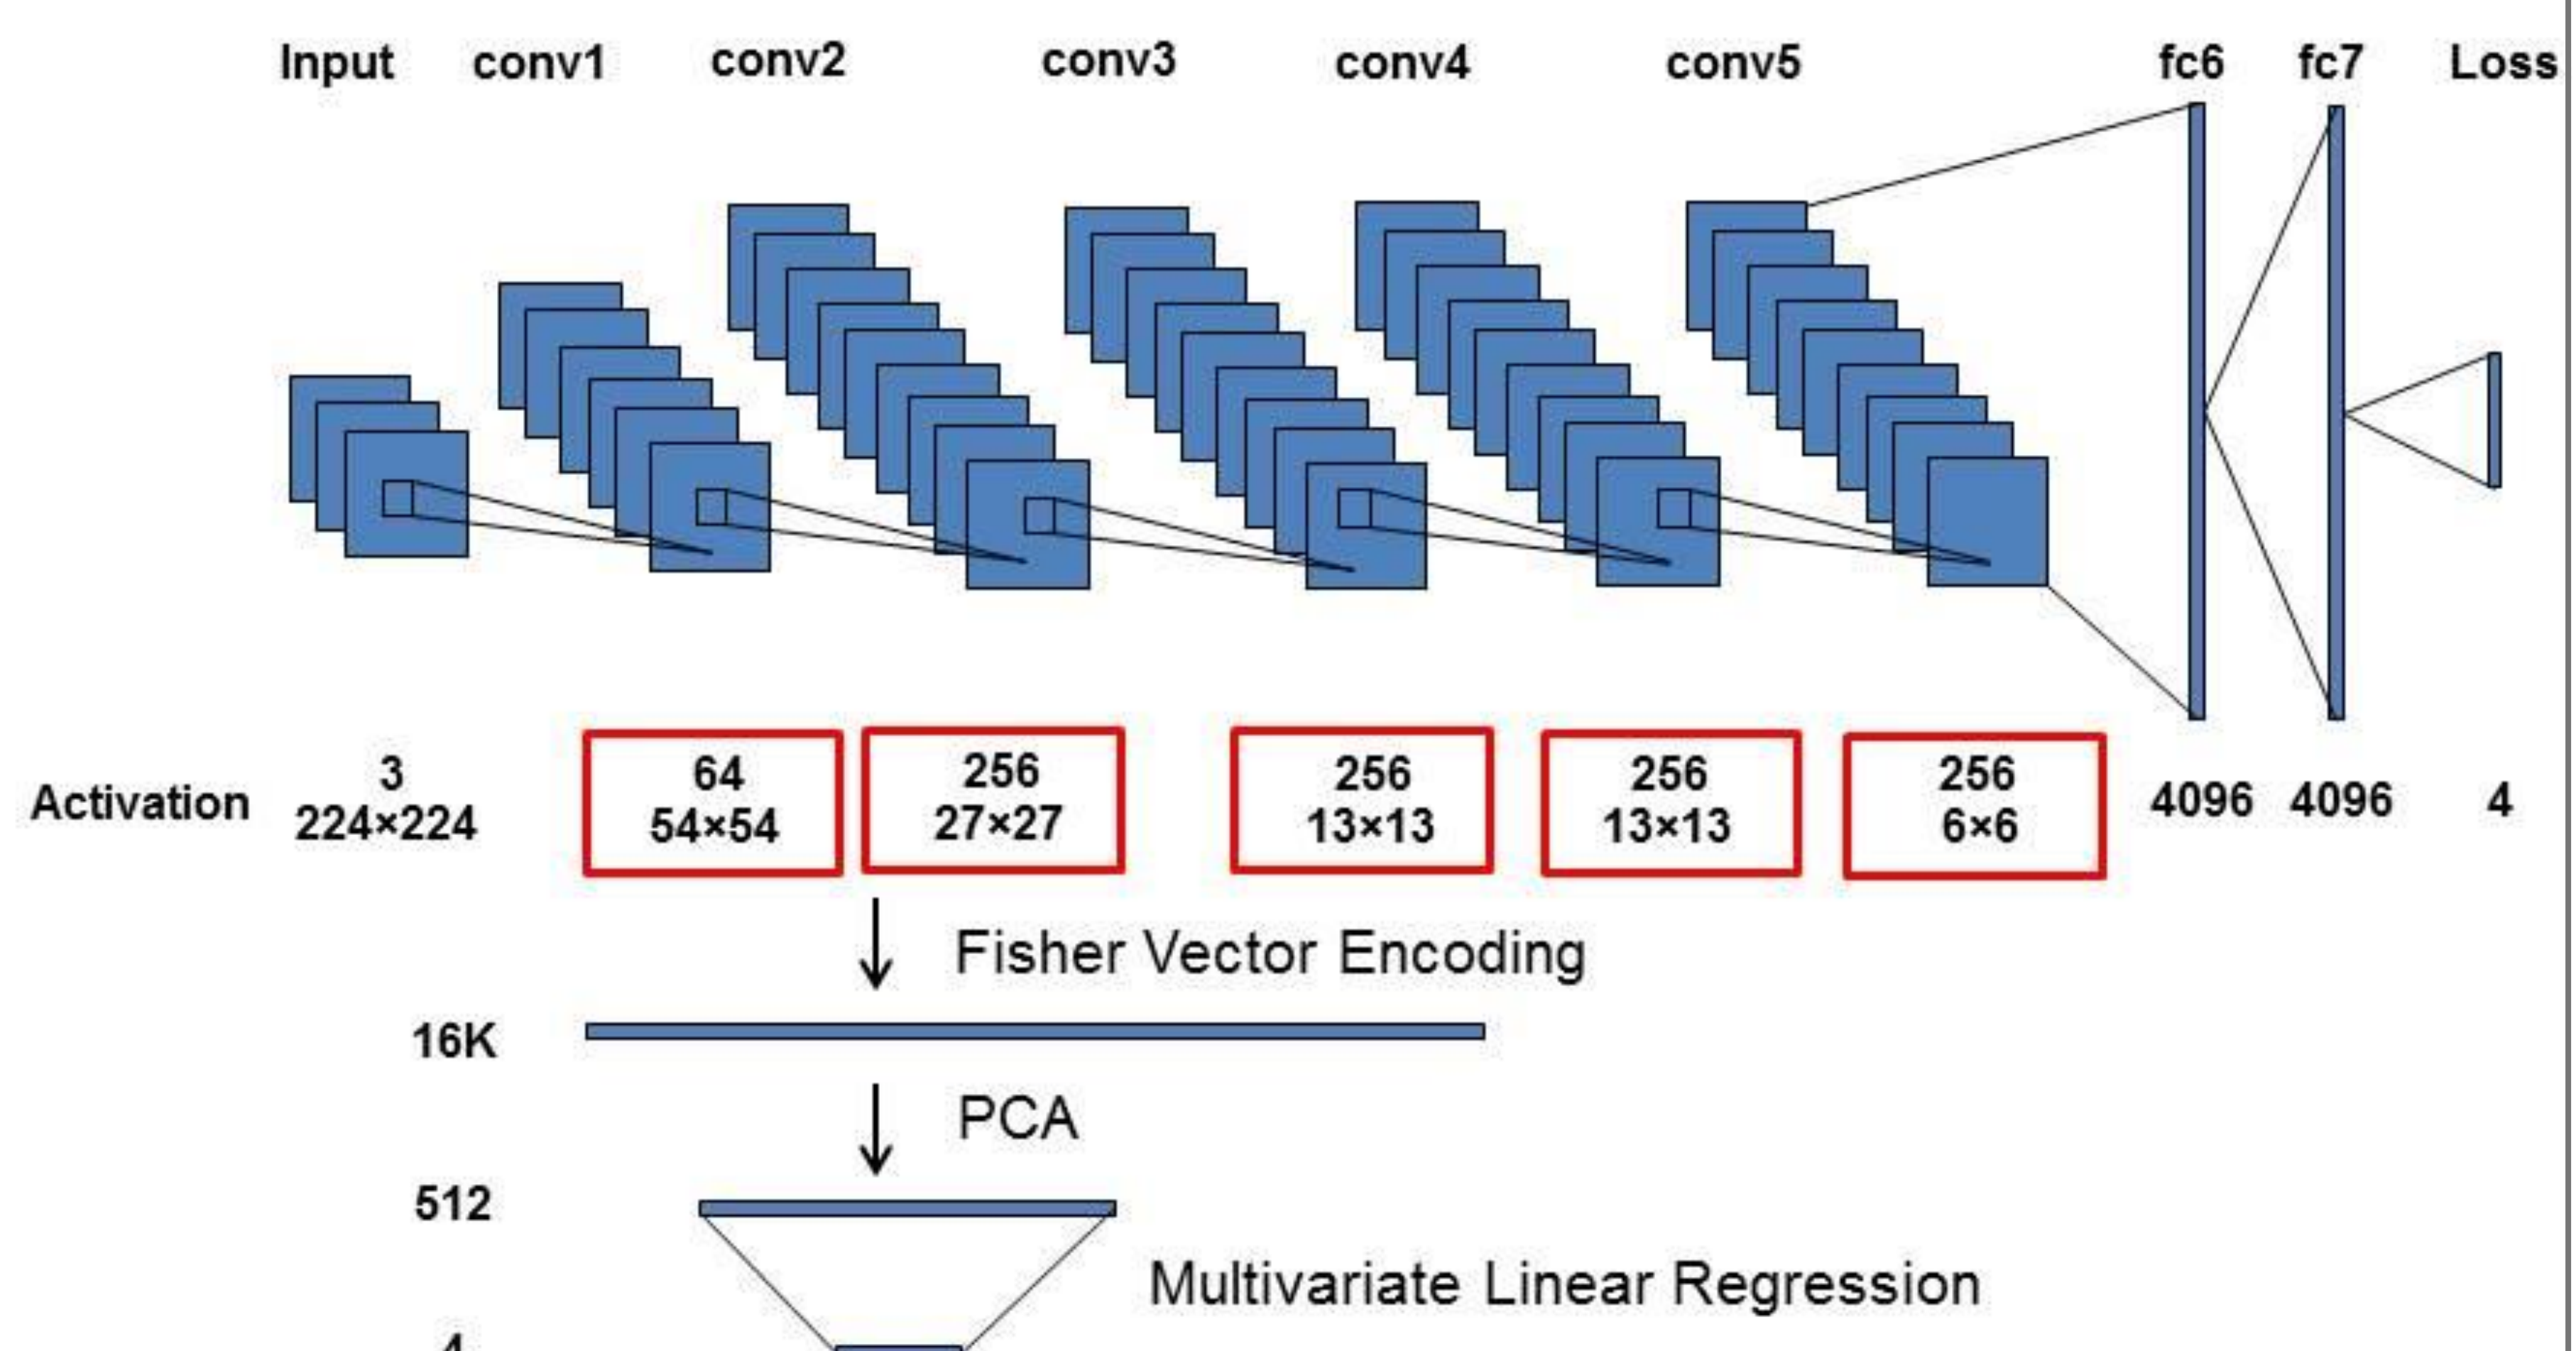 Input conv1 conv2 conv3 conv4 conv5 fc6 fc7 Loss
3 64 256 256 256 256
Activation 4096 4096 4
224×224 54×54 27×27 13×13 13×13 6×6
Fisher Vector Encoding
16K
PCA
512
Multivariate Linear Regression